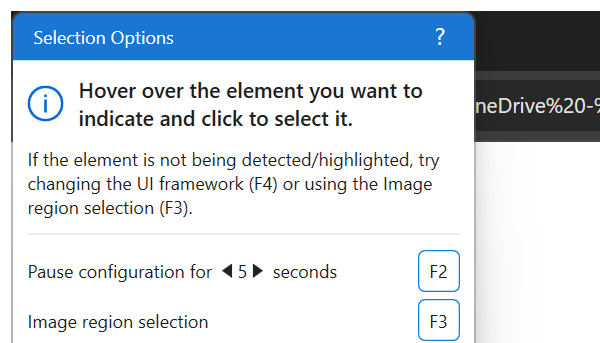 Selection Options ?
Hover over the element you want to
indicate and click to select it.
neDrive%20-%
If the element is not being detected/highlighted, try
changing the UI framework (F4) or using the Image
region selection (F3).
Pause configuration for 5 seconds F2
Image region selection F3